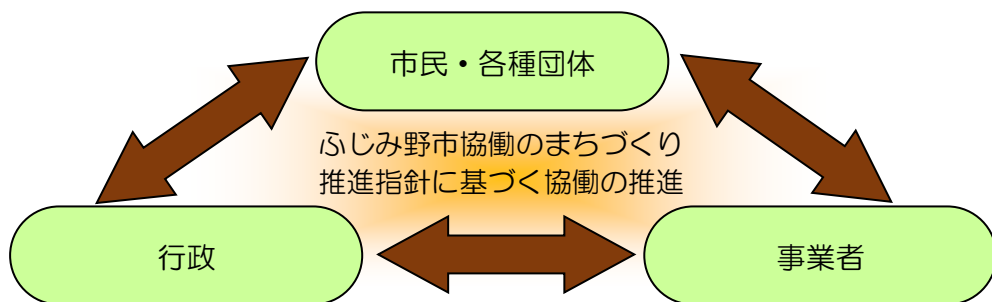 市民・各種団体
ふじみ野市協働のまちづくり
推進指針に基づく協働の推進
行政
事業者